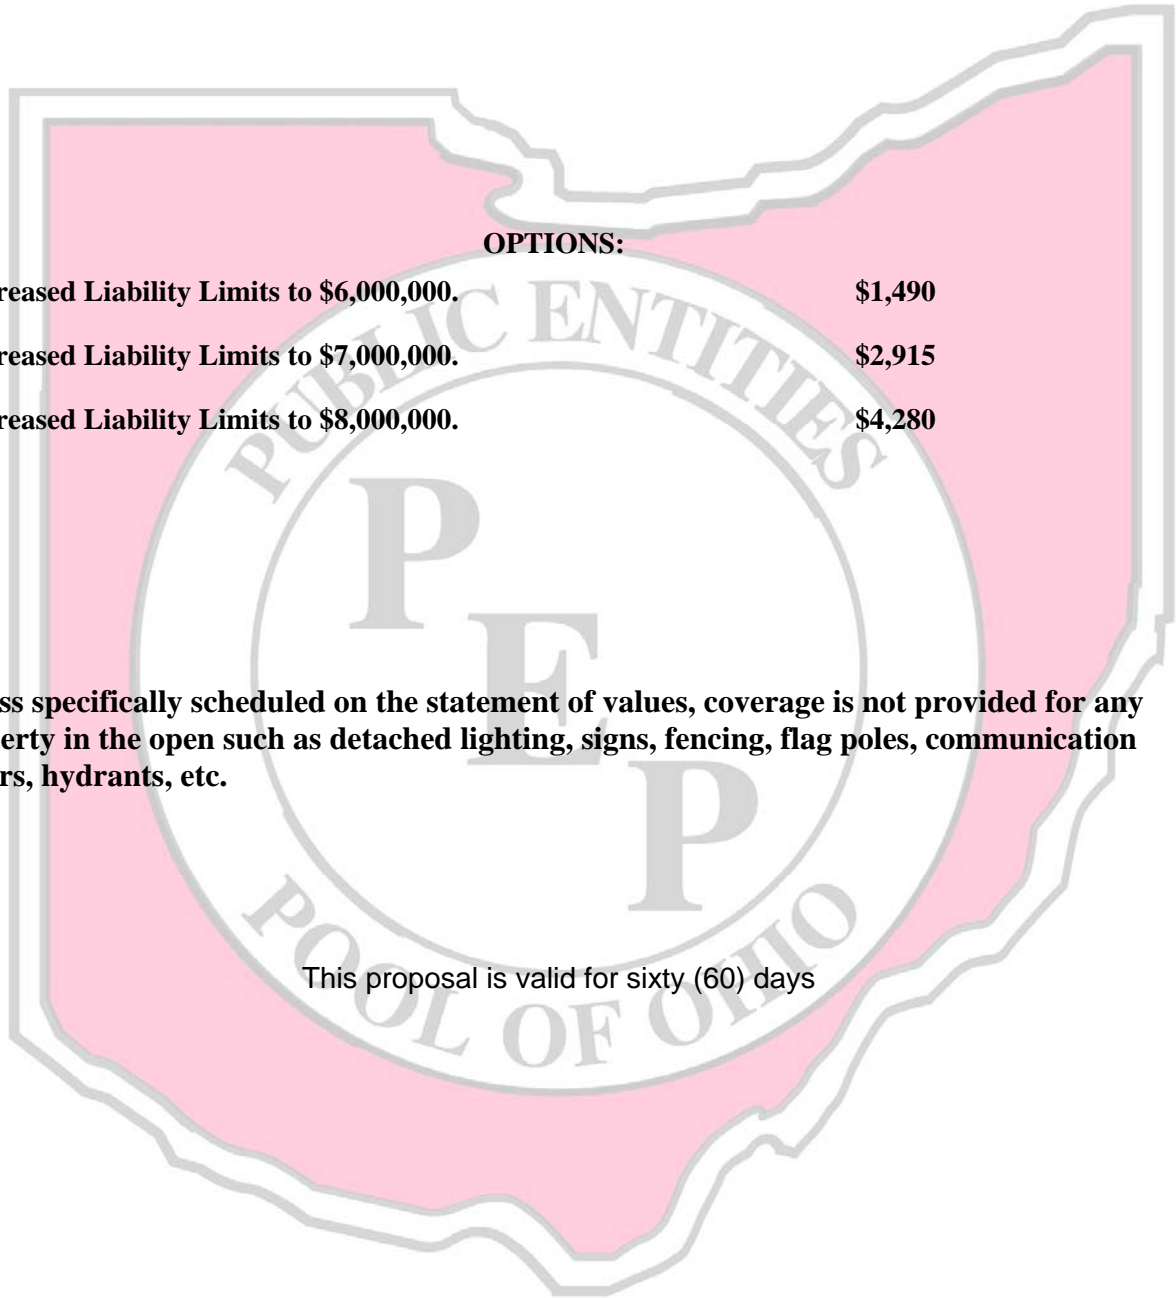 OPTIONS:
reased Liability Limits to $6,000,000. $1,490
reased Liability Limits to $7,000,000. $2,915
reased Liability Limits to $8,000,000. $4,280
ss specifically scheduled on the statement of values, coverage is not provided for any
erty in the open such as detached lighting, signs, fencing, flag poles, communication
rs, hydrants, etc.
This proposal is valid for sixty (60) days
PUBLIC ENTITIES
P
E
P
POOL OF OHIO